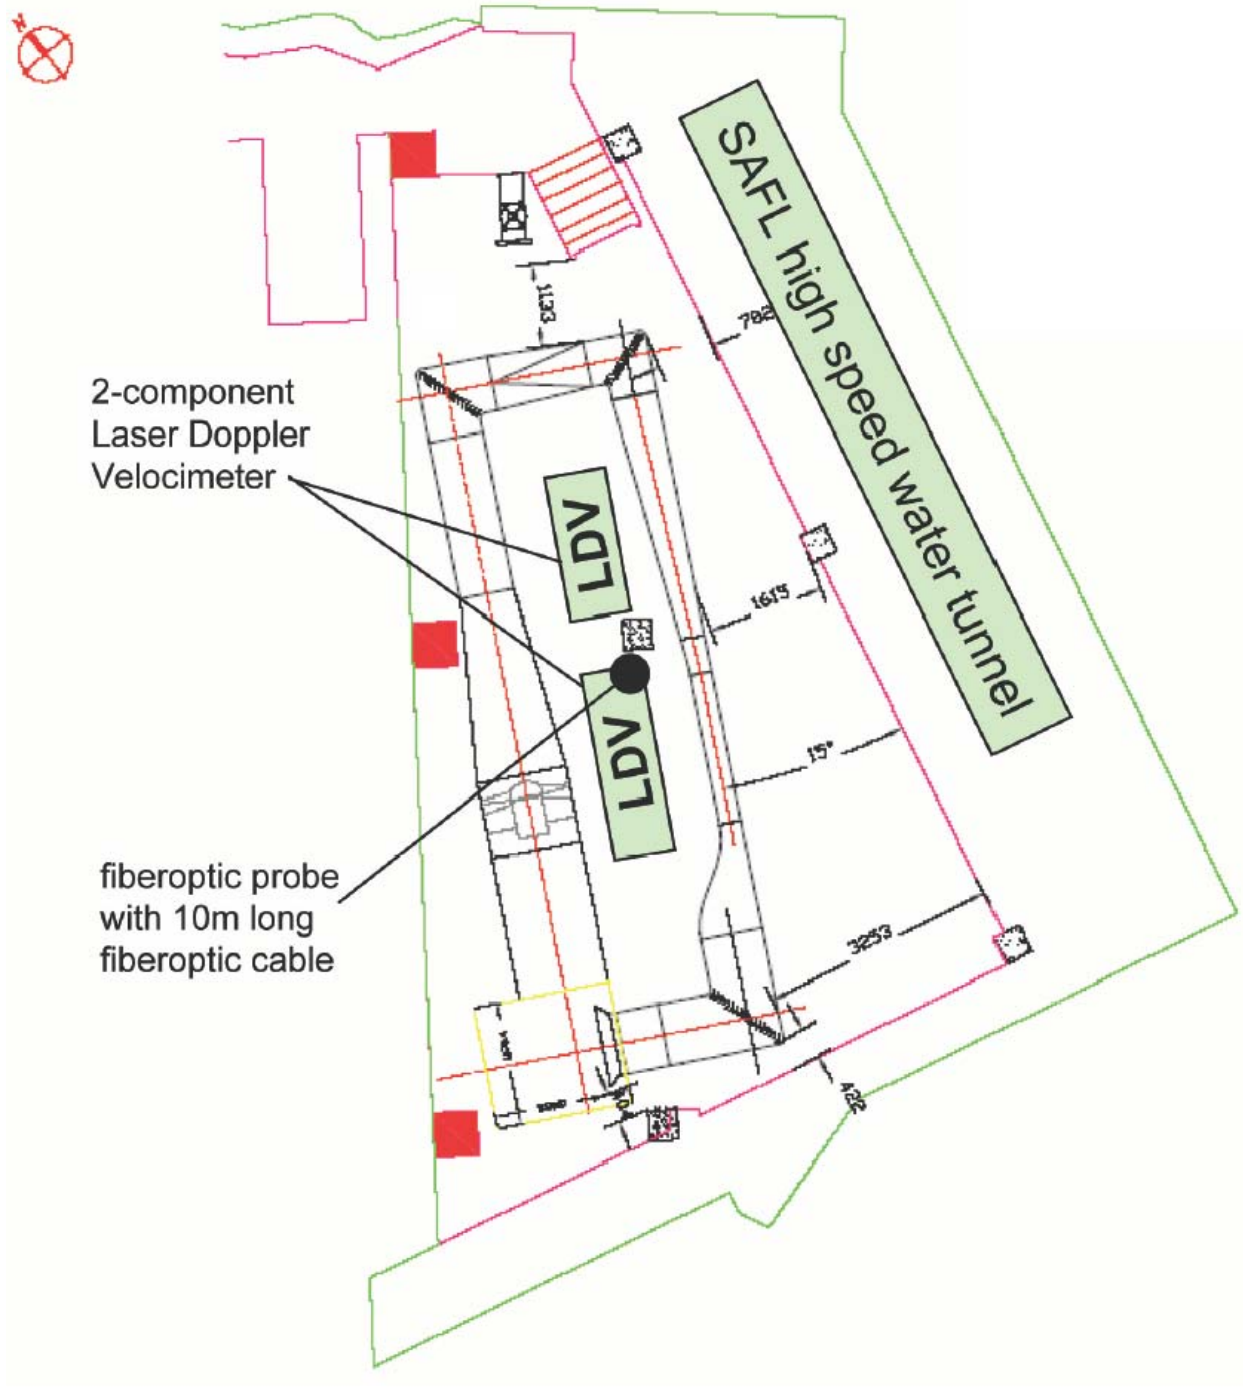 N
SAFL high speed water tunnel
1133
702
2-component
Laser Doppler
Velocimeter
LDV
1615
LDV
15°
fiberoptic probe
with 10m long
fiberoptic cable
3253
422